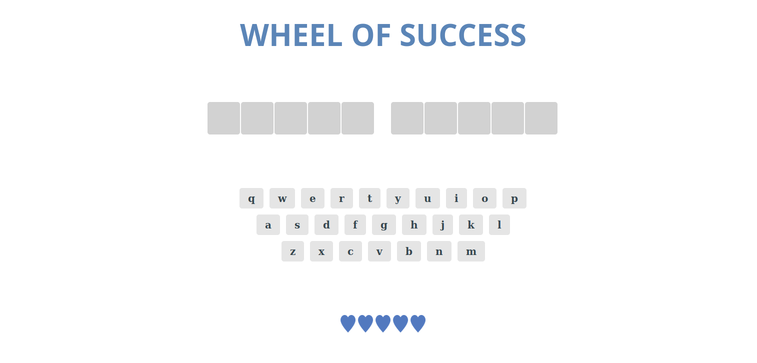 WHEEL OF SUCCESS
q w e r t y u i o p
a s d f g h j k l
z x c v b n m